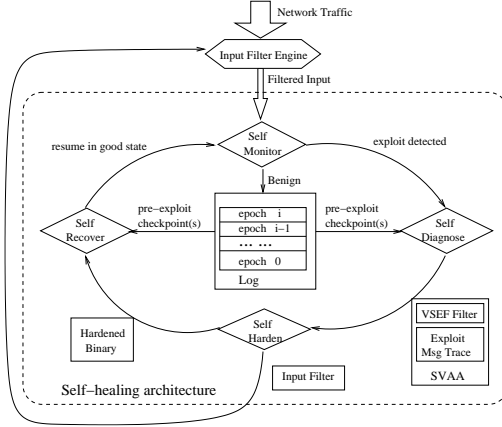 Network Traffic
Input Filter Engine
Filtered Input
Self
Monitor
resume in good state
exploit detected
Benign
pre−exploit
checkpoint(s)
epoch i
epoch i−1
... ...
epoch 0
Log
pre−exploit
checkpoint(s)
Self
Recover
Self
Diagnose
Self
Harden
Hardened
Binary
VSEF Filter
Exploit
Msg Trace
SVAA
Input Filter
Self−healing architecture